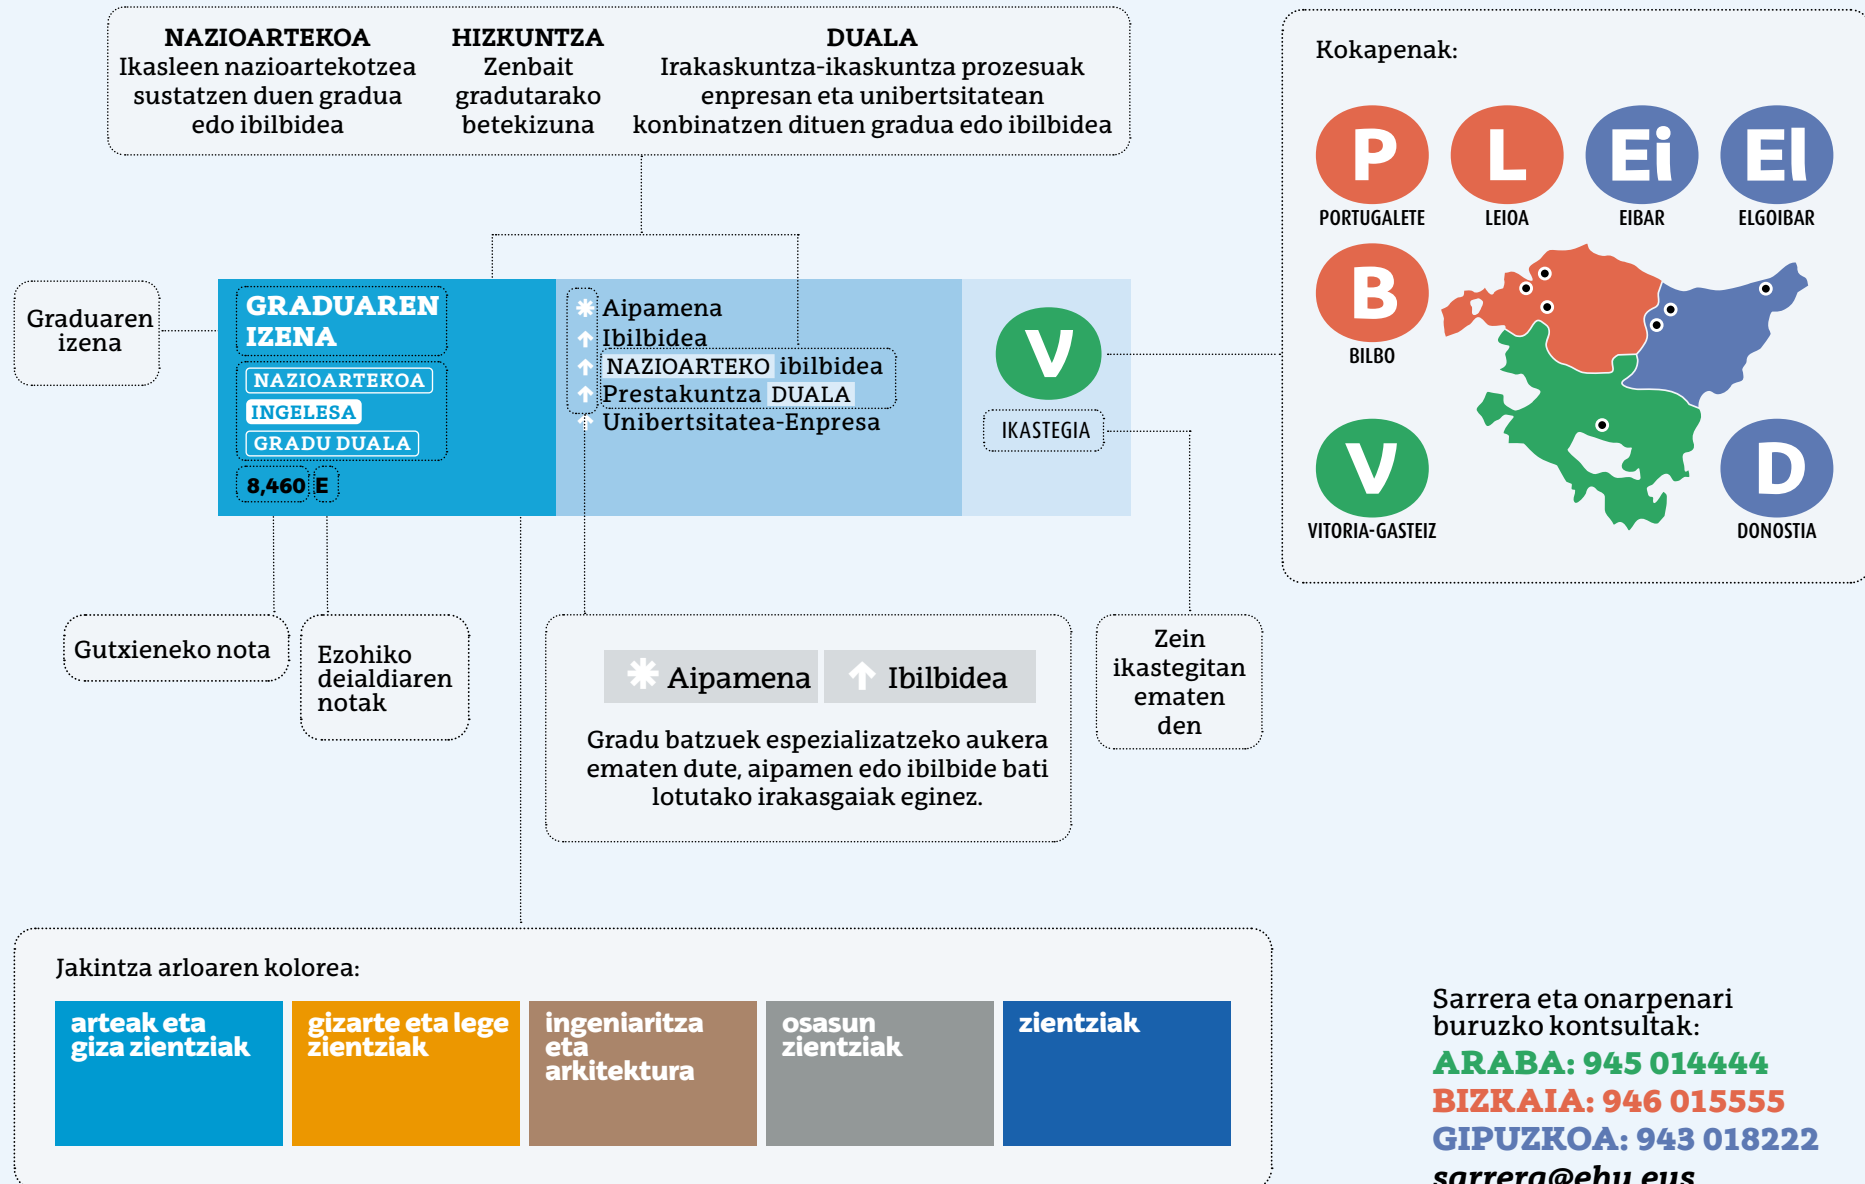 NAZIOARTEKOA
Ikasleen nazioartekotzea
sustatzen duen gradua
edo ibilbidea
HIZKUNTZA
Zenbait
gradutarako
betekizuna
DUALA
Irakaskuntza-ikaskuntza prozesuak
enpresan eta unibertsitatean
konbinatzen dituen gradua edo ibilbidea
Graduaren
izena
GRADUAREN
IZENA
NAZIOARTEKOA
INGELESA
GRADU DUALA
8,460 E
Aipamena
Ibilbidea
NAZIOARTEKO ibilbidea
Prestakuntza DUALA
Unibertsitatea-Enpresa
V
IKASTEGIA
Gutxieneko nota
Ezohiko
deialdiaren
notak
Aipamena
Ibilbidea
Gradu batzuek espezializatzeko aukera
ematen dute, aipamen edo ibilbide bati
lotutako irakasgaiak eginez.
Zein
ikastegitan
ematen
den
Kokapenak:
P
PORTUGALETE
L
LEIOA
Ei
EIBAR
El
ELGOIBAR
B
BILBO
V
VITORIA-GASTEIZ
D
DONOSTIA
Jakintza arloaren kolorea:
arteak eta
giza zientziak
gizarte eta lege
zientziak
ingeniaritza
eta
arkitektura
osasun
zientziak
zientziak
Sarrera eta onarpenari
buruzko kontsultak:
ARABA: 945 014444
BIZKAIA: 946 015555
GIPUZKOA: 943 018222
sarrera@ehu.eus